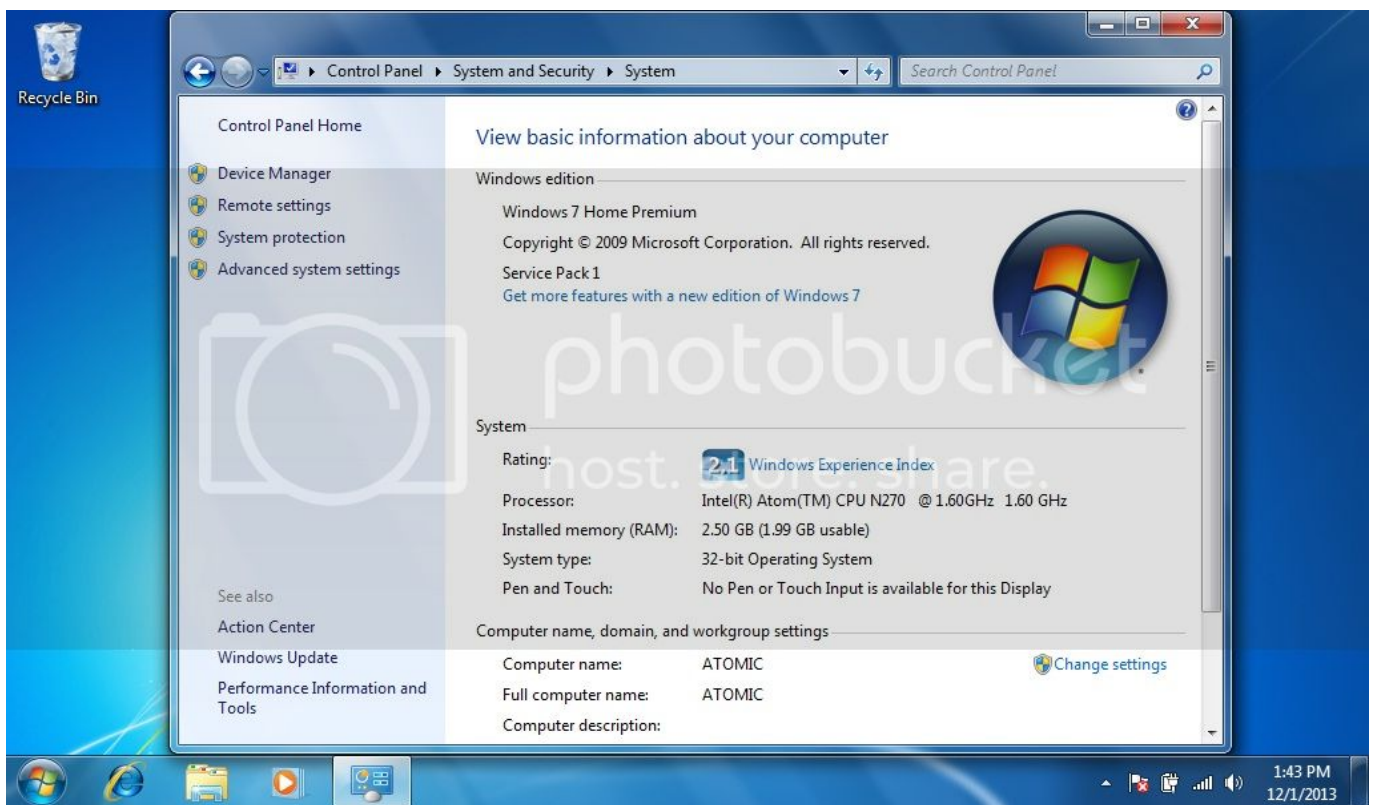 Recycle Bin
Control Panel
System and Security
System
Search Control Panel
Control Panel Home
Device Manager
Remote settings
System protection
Advanced system settings
See also
Action Center
Windows Update
Performance Information and
Tools
View basic information about your computer
Windows edition
Windows 7 Home Premium
Copyright © 2009 Microsoft Corporation. All rights reserved.
Service Pack 1
Get more features with a new edition of Windows 7
photobucket
host. store. share.
System
Rating: 2,1 Windows Experience Index
Processor: Intel(R) Atom(TM) CPU N270 @ 1.60GHz 1.60 GHz
Installed memory (RAM): 2.50 GB (1.99 GB usable)
System type: 32-bit Operating System
Pen and Touch: No Pen or Touch Input is available for this Display
Computer name, domain, and workgroup settings
Computer name: ATOMIC Change settings
Full computer name: ATOMIC
Computer description:
1:43 PM
12/1/2013